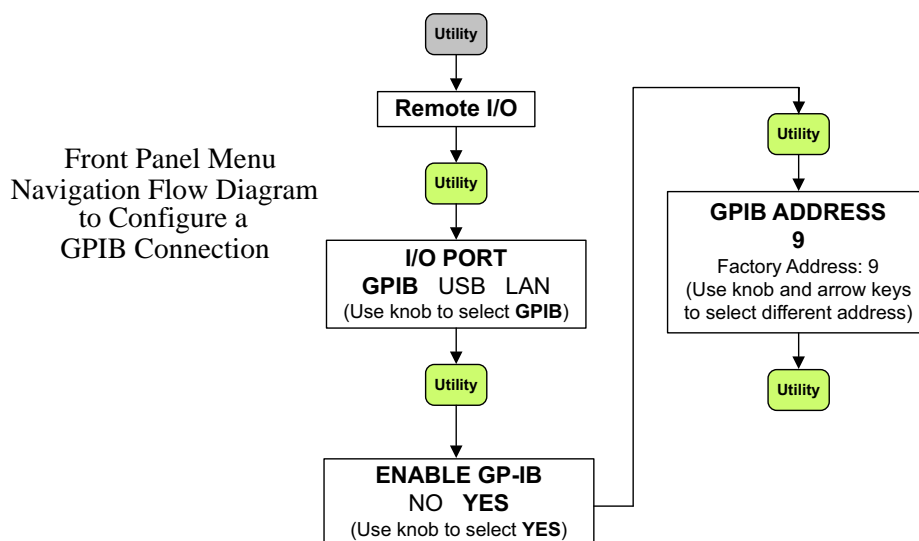 Front Panel Menu
Navigation Flow Diagram
to Configure a
GPIB Connection
Utility
Remote I/O
Utility
I/O PORT
GPIB USB LAN
(Use knob to select GPIB)
Utility
ENABLE GP-IB
NO YES
(Use knob to select YES)
Utility
GPIB ADDRESS
9
Factory Address: 9
(Use knob and arrow keys
to select different address)
Utility